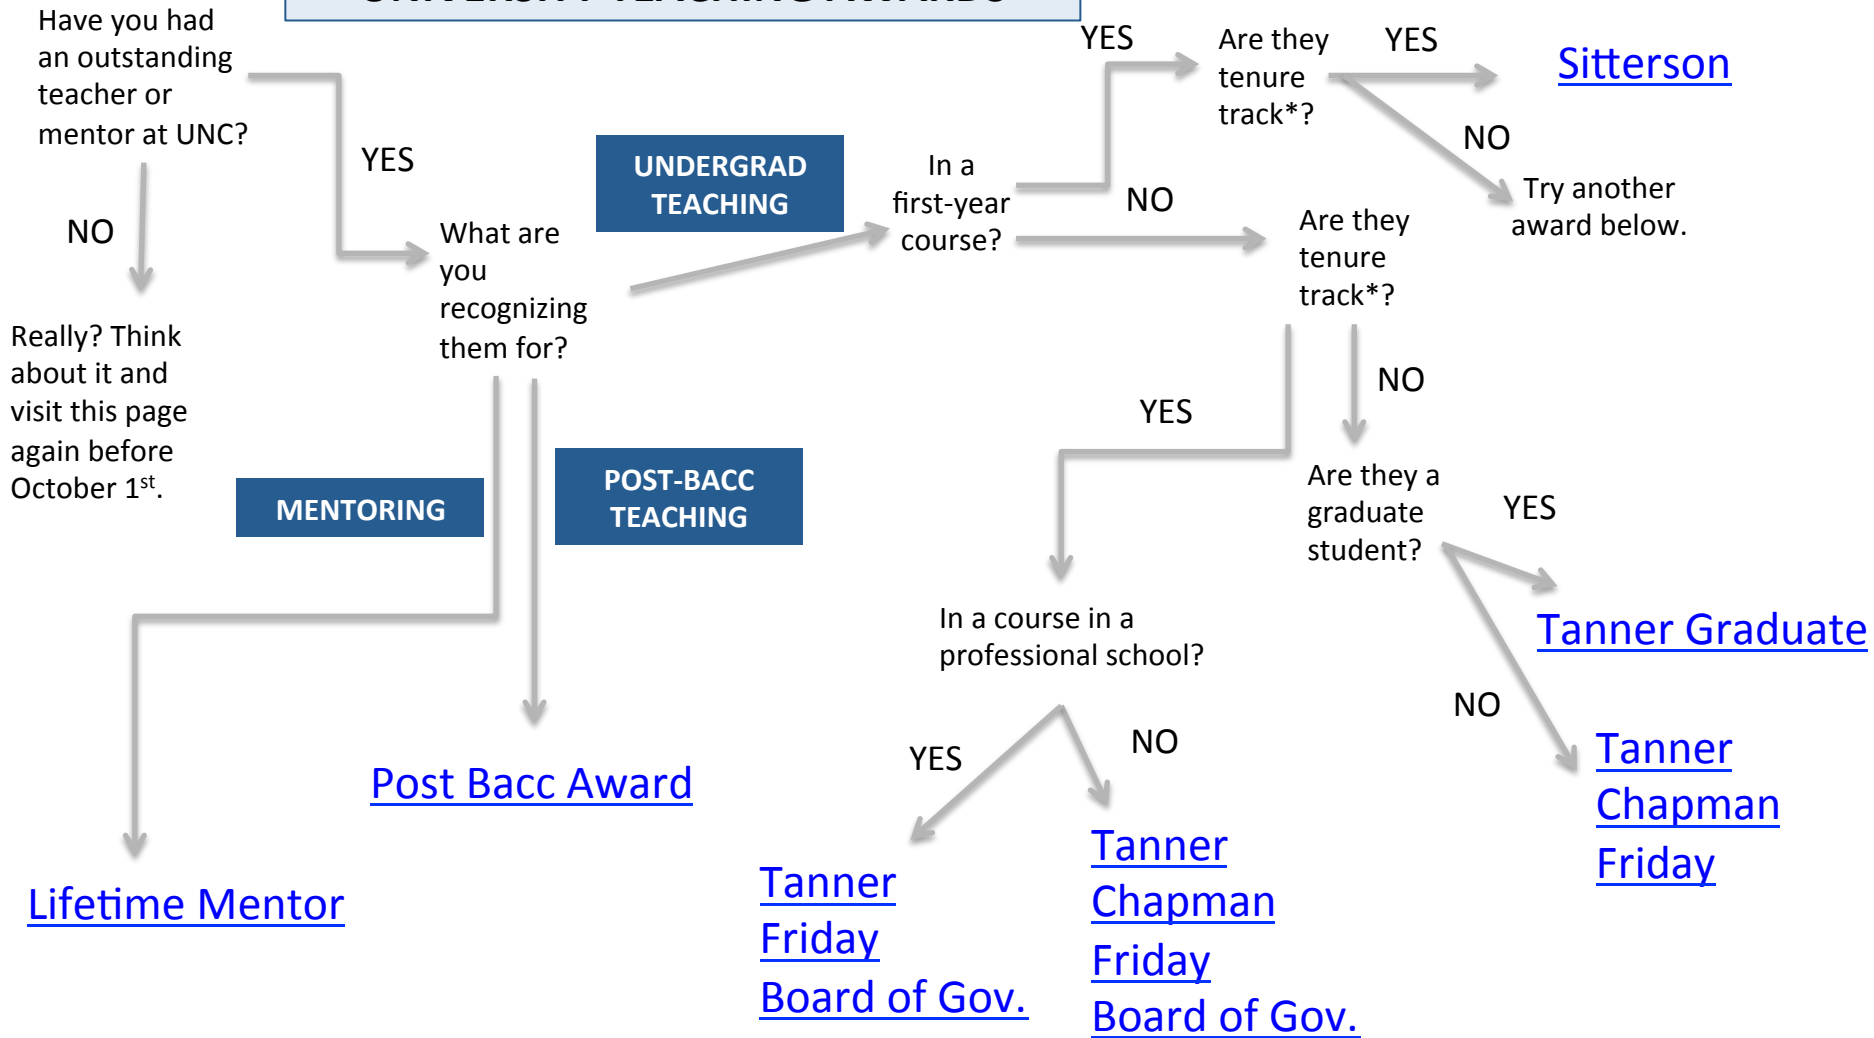 UNIVERSITY TEACHING AWARDS
Have you had
an outstanding
teacher or
mentor at UNC?
YES
NO
Really? Think
about it and
visit this page
again before
October 1st.
What are
you
recognizing
them for?
MENTORING
Lifetime Mentor
POST-BACC
TEACHING
Post Bacc Award
UNDERGRAD
TEACHING
In a
first-year
course?
YES
Are they
tenure
track*?
YES
Sitterson
NO
Try another
award below.
NO
Are they
tenure
track*?
YES
In a course in a
professional school?
YES
Tanner
Friday
Board of Gov.
NO
Tanner
Chapman
Friday
Board of Gov.
NO
Are they a
graduate
student?
YES
Tanner Graduate
NO
Tanner
Chapman
Friday